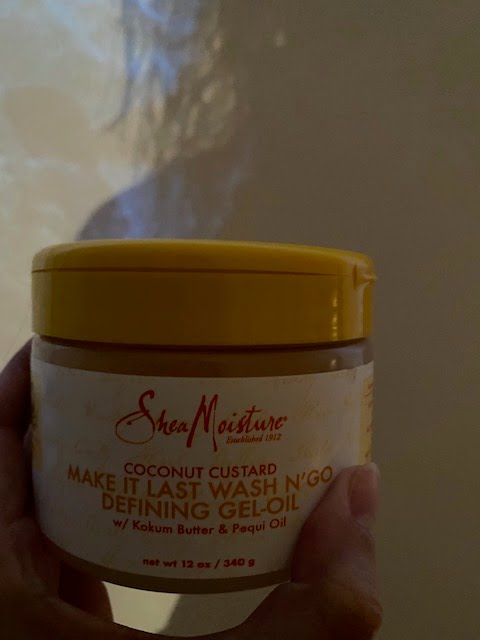 SheaMoisture®
Established 1912
COCONUT CUSTARD
MAKE IT LAST WASH N'GO
DEFINING GEL-OIL
w/ Kokum Butter & Pequi Oil
net wt 12 oz / 340 g